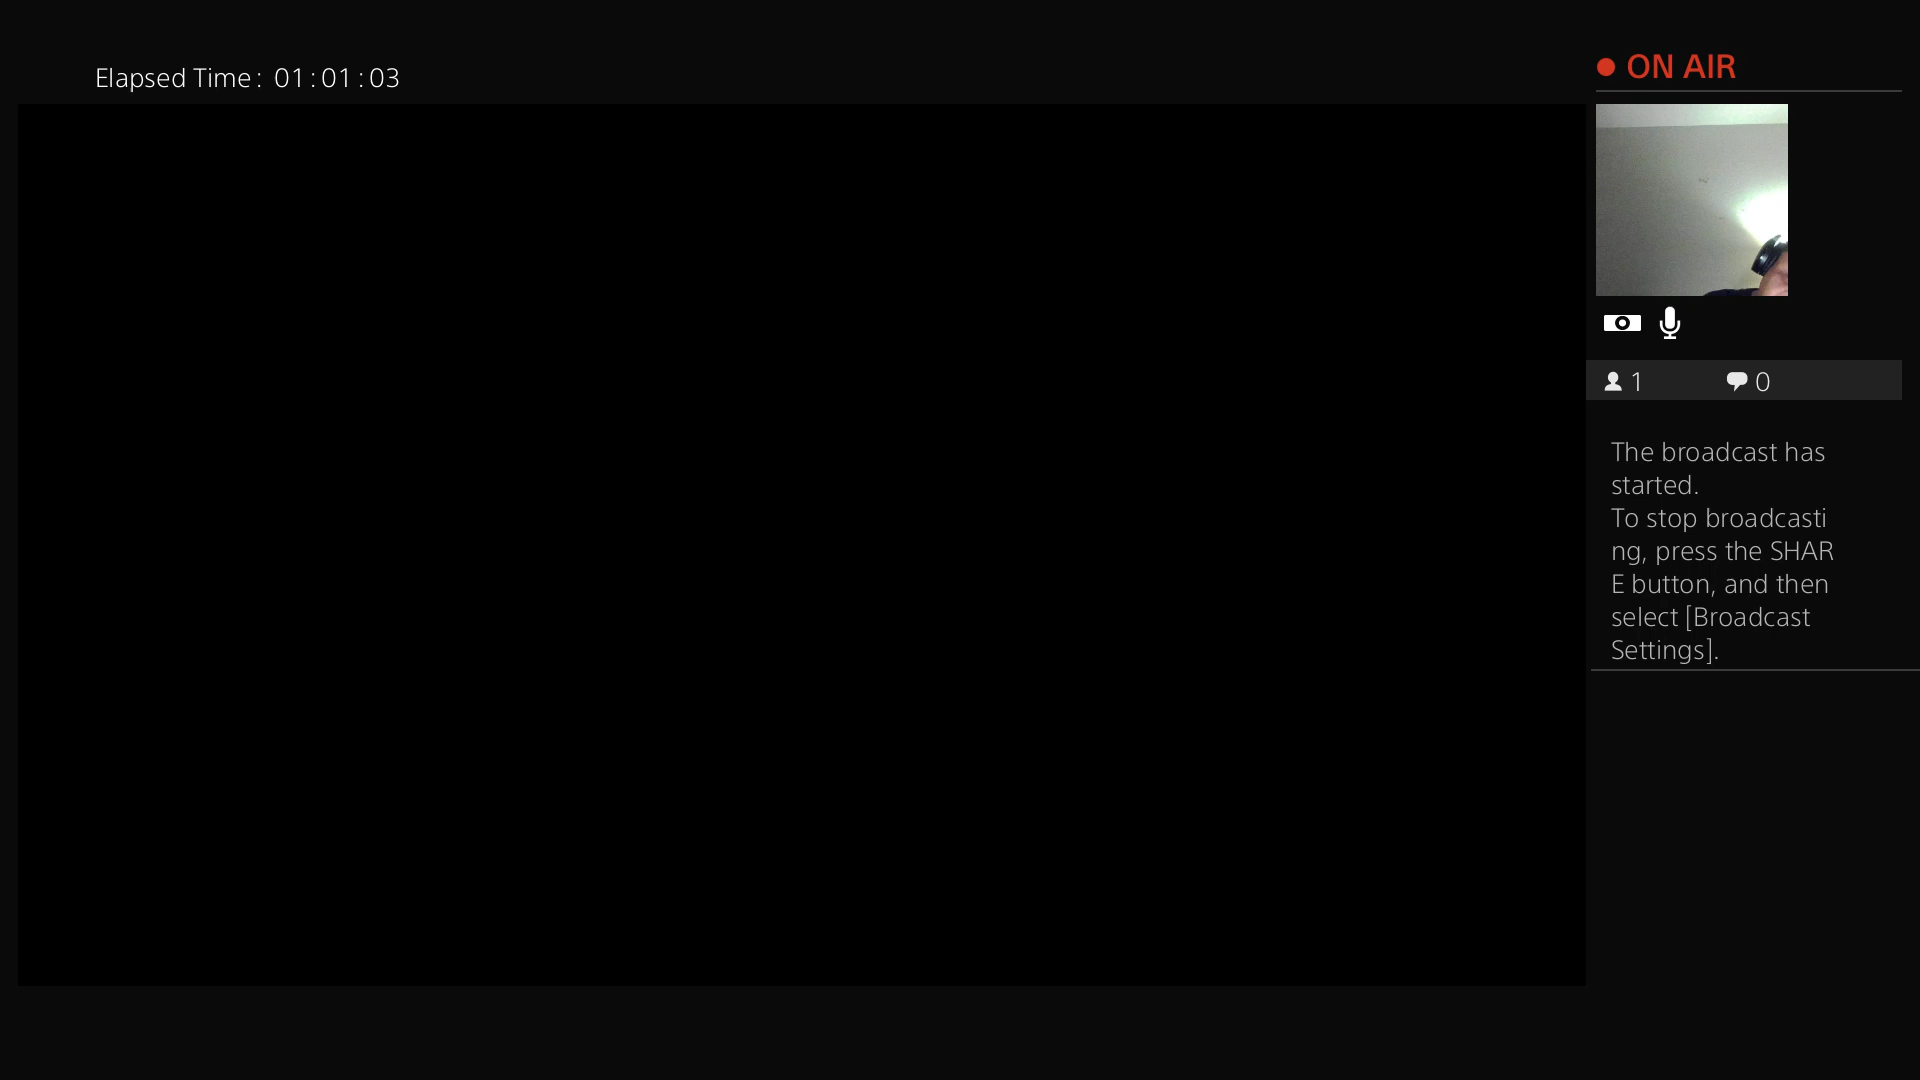 Elapsed Time: 01:01:03
ON AIR
1 0
The broadcast has
started.
To stop broadcasti
ng, press the SHAR
E button, and then
select [Broadcast
Settings].